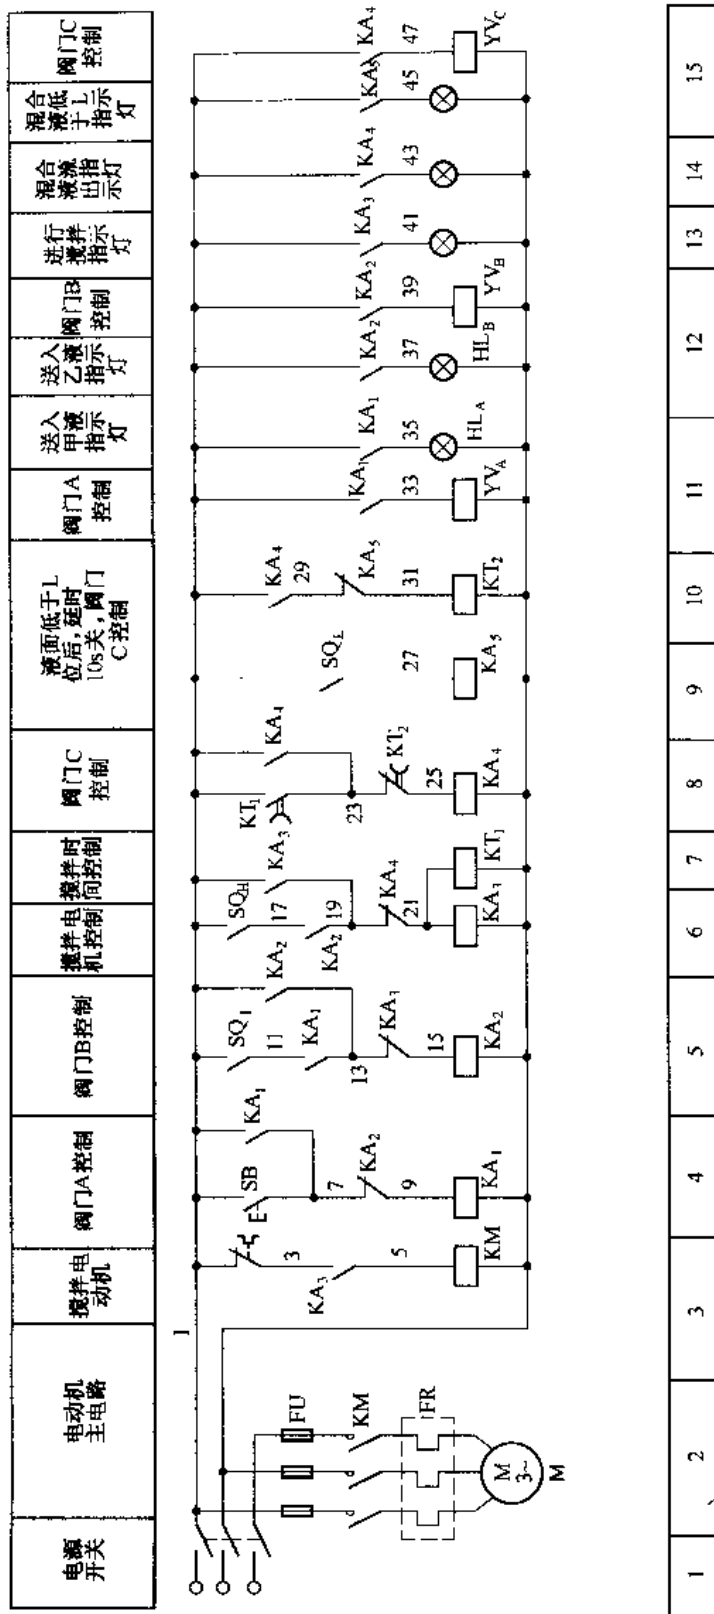 电源
开关
电动机
主电路
搅拌电
动机
阀门A控制
阀门B控制
搅拌电
机控制
搅拌时
间控制
阀门C
控制
液面低于L
位后,延时
10s关,阀门
C控制
阀门A
控制
送入
甲液
指示
灯
送入
乙液
指示
灯
阀门B
控制
进行
搅拌
指示
灯
混合
液流
出指
示灯
混合
液低
于L
指示
灯
阀门C
控制
1
FU
KM
FR
M
3~
M
3
KA3
5
KM
SB
KA1
7
KA2
9
KA1
SQ1
11
KA2
KA1
13
KA3
15
KA2
SQH
17
KA3
KA2
19
KA4
21
KA3
KT1
KT1
KA4
23
KT2
25
KA4
SQL
27
KA5
KA4
29
KA5
31
KT2
KA1
33
YVA
KA1
35
HLA
KA2
37
HLB
KA2
39
YVB
KA3
41
KA4
43
KA5
45
KA4
47
YVC
1
2
3
4
5
6
7
8
9
10
11
12
13
14
15